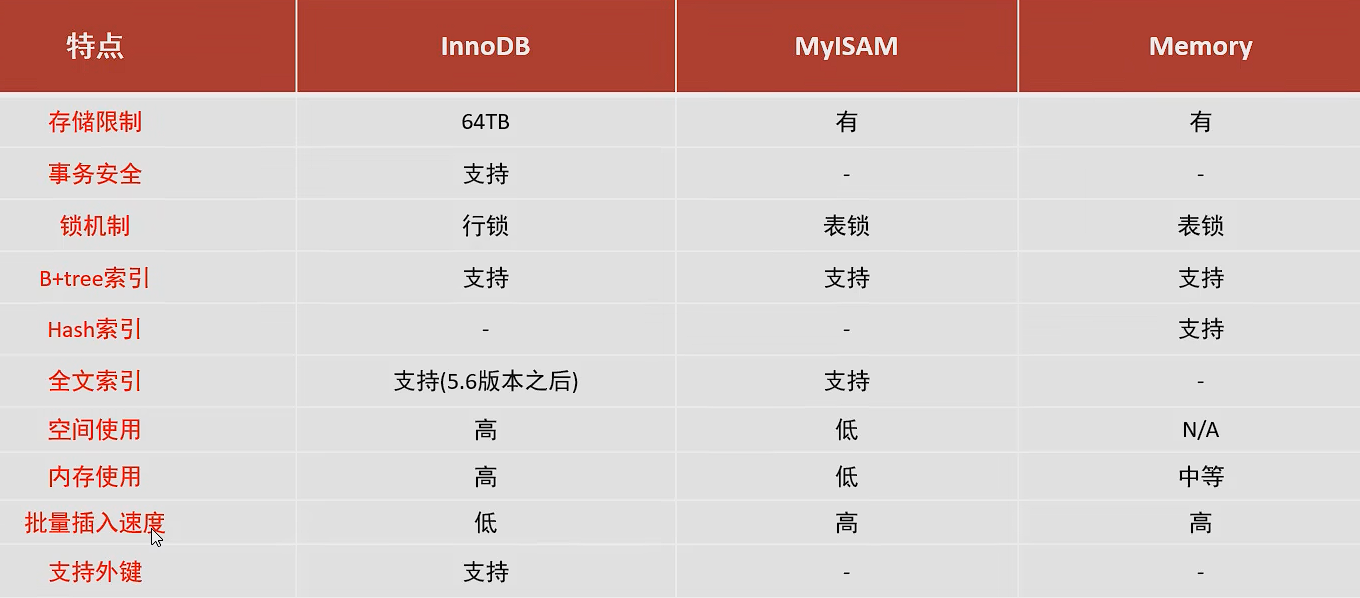 特点 InnoDB MyISAM Memory
存储限制 64TB 有 有
事务安全 支持 - -
锁机制 行锁 表锁 表锁
B+tree索引 支持 支持 支持
Hash索引 - - 支持
全文索引 支持(5.6版本之后) 支持 -
空间使用 高 低 N/A
内存使用 高 低 中等
批量插入速度 低 高 高
支持外键 支持 - -